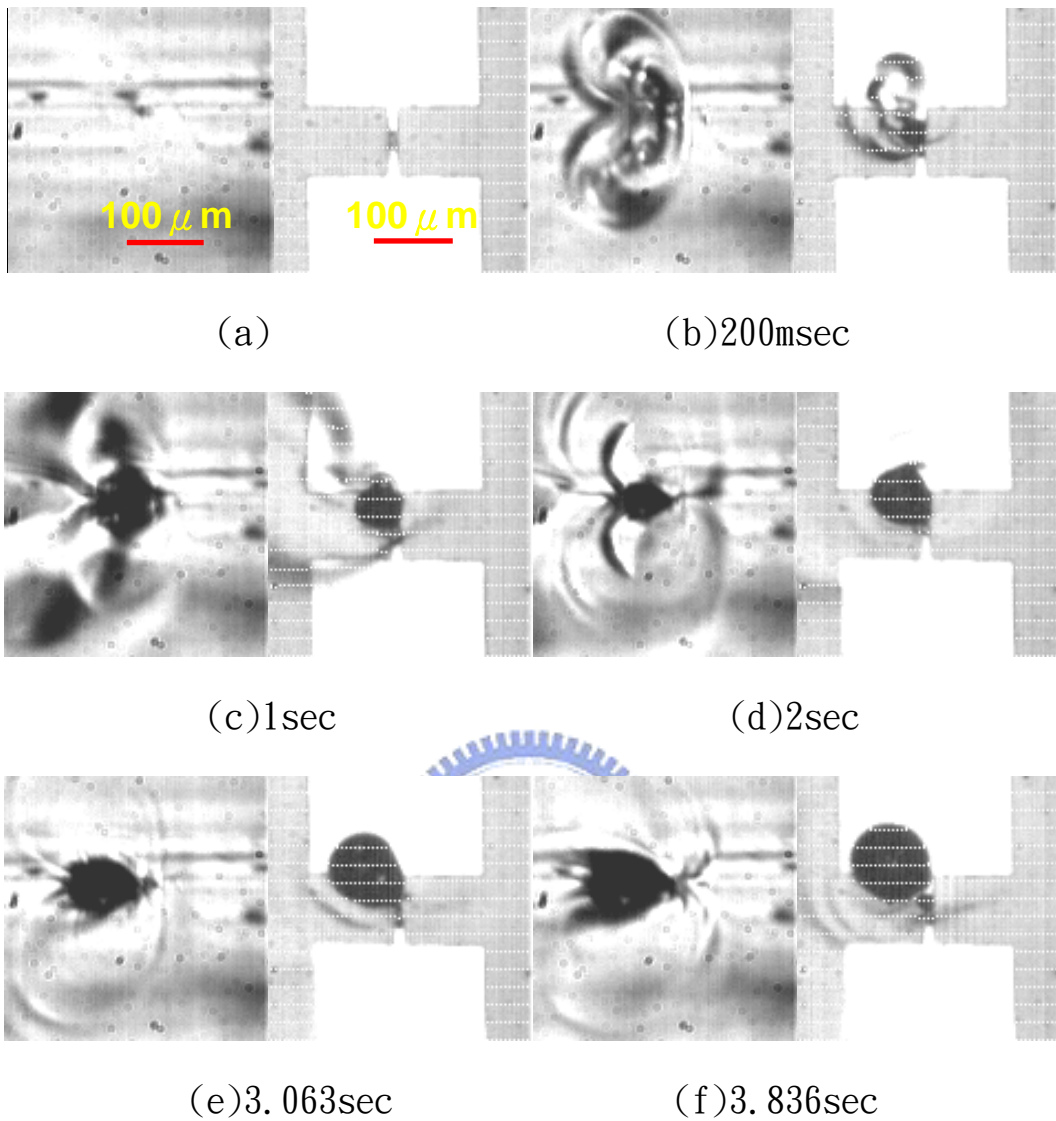 100 μm
100 μm
(a)
(b)200msec
(c)1sec
(d)2sec
(e)3.063sec
(f)3.836sec